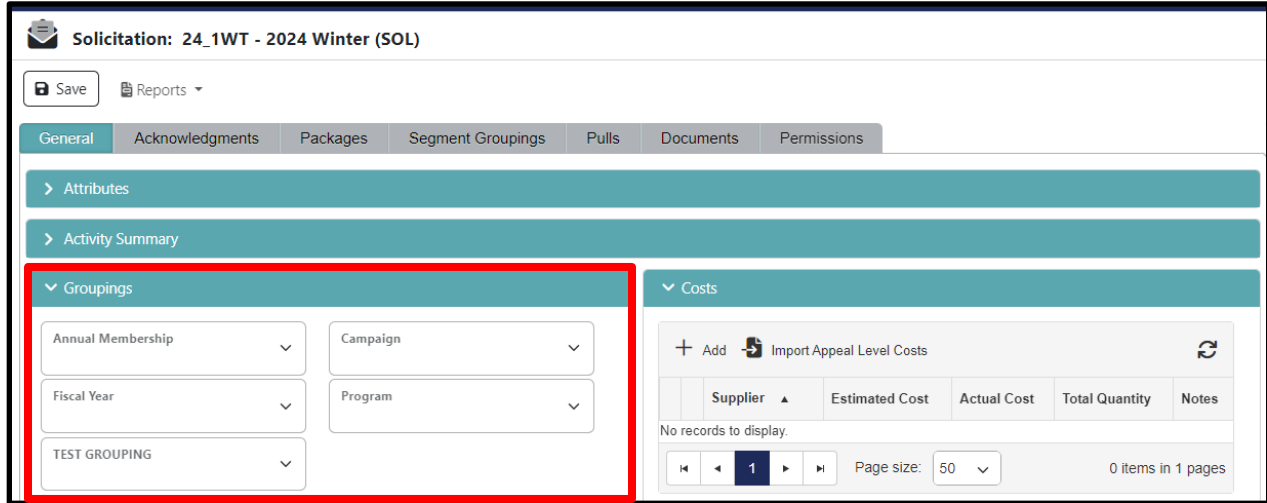 Solicitation: 24_1WT - 2024 Winter (SOL)
Save Reports
General Acknowledgments Packages Segment Groupings Pulls Documents Permissions
Attributes
Activity Summary
Groupings
Annual Membership Campaign
Fiscal Year Program
TEST GROUPING
Costs
Add Import Appeal Level Costs
Supplier Estimated Cost Actual Cost Total Quantity Notes
No records to display.
1 Page size: 50 0 items in 1 pages